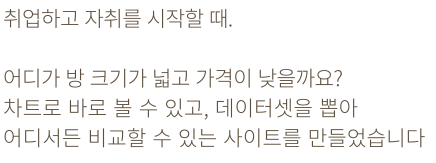 취업하고 자취를 시작할 때.
어디가 방 크기가 넓고 가격이 낮을까요?
차트로 바로 볼 수 있고, 데이터셋을 뽑아
어디서든 비교할 수 있는 사이트를 만들었습니다